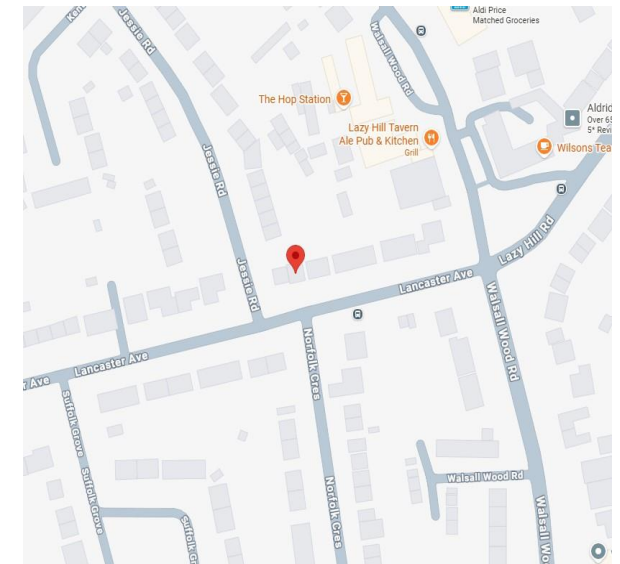 Aldi Price
Matched Groceries
Jessie Rd
Walsall Wood Rd
The Hop Station
Lazy Hill Tavern
Ale Pub & Kitchen
Grill
Aldrid
Over 65
5* Revi
Wilsons Tea
Jessie Rd
Lazy Hill Rd
Jessie Rd
Lancaster Ave
Walsall Wood Rd
Lancaster Ave
r Ave
Norfolk Cres
Suffolk Grove
Suffolk Grove
Walsall Wood Rd
Norfolk Cres
Suffolk G
Walsall Wo